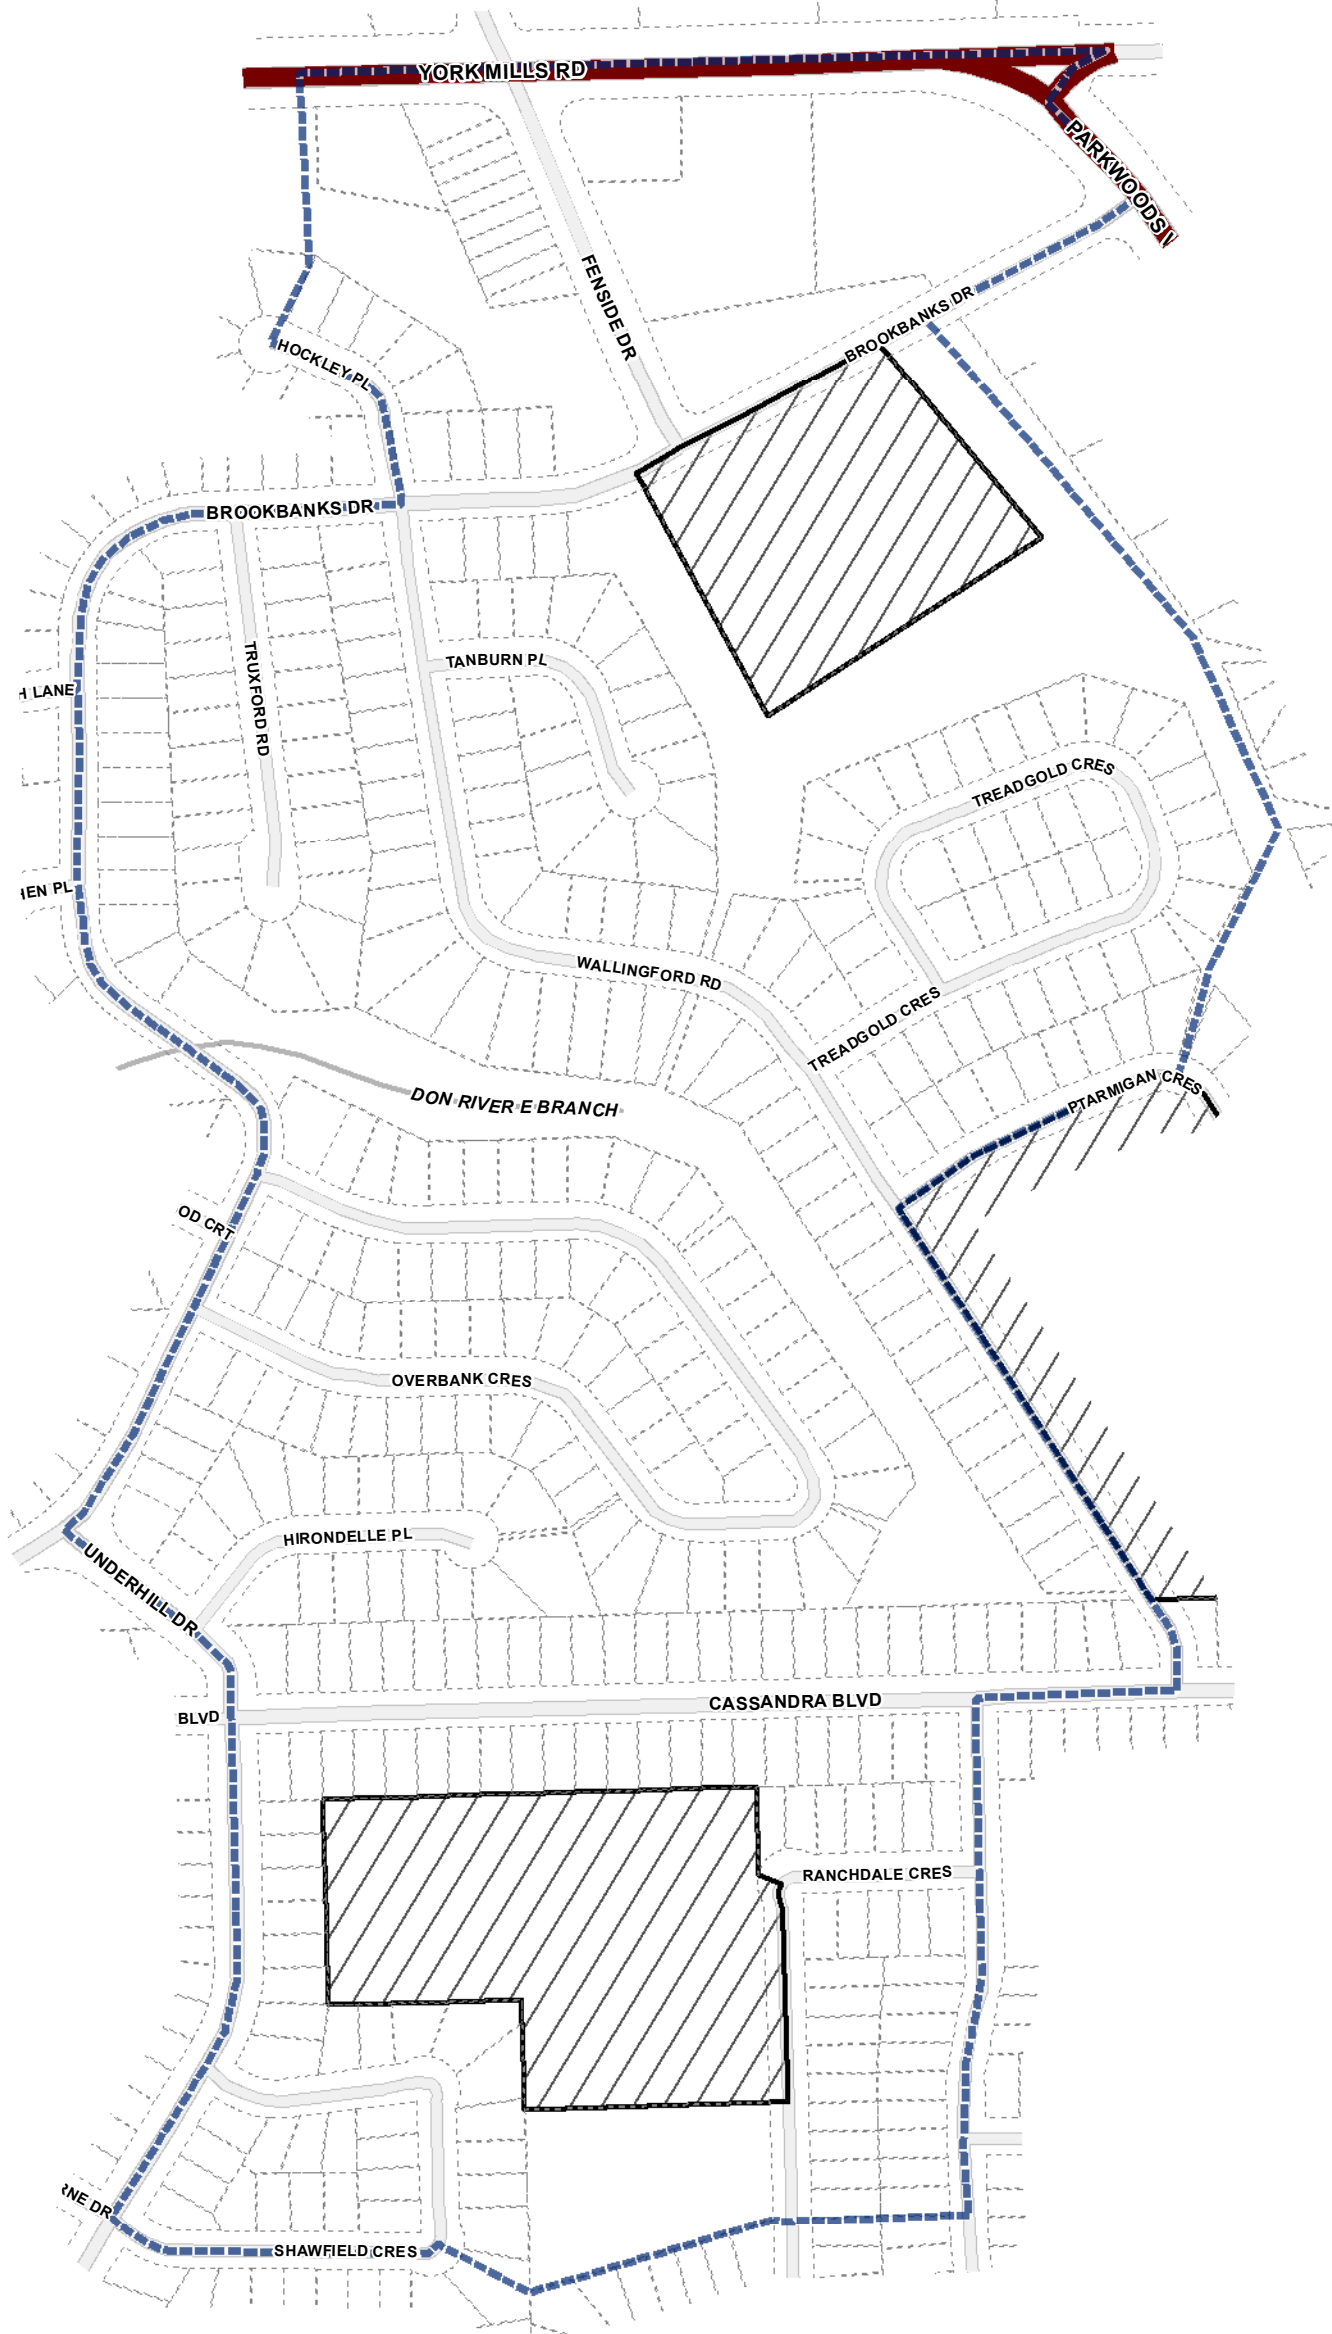 YORK MILLS RD
PARKWOODS V
FENSIDE DR
BROOKBANKS DR
HOCKLEY PL
BROOKBANKS DR
TANBURN PL
TRUXFORD RD
H LANE
TREADGOLD CRES
HEN PL
WALLINGFORD RD
TREADGOLD CRES
PTARMIGAN CRES
DON RIVER E BRANCH
OD CRT
OVERBANK CRES
HIRONDELLE PL
UNDERHILL DR
CASSANDRA BLVD
BLVD
RANCHDALE CRES
RNE DR
SHAWFIELD CRES